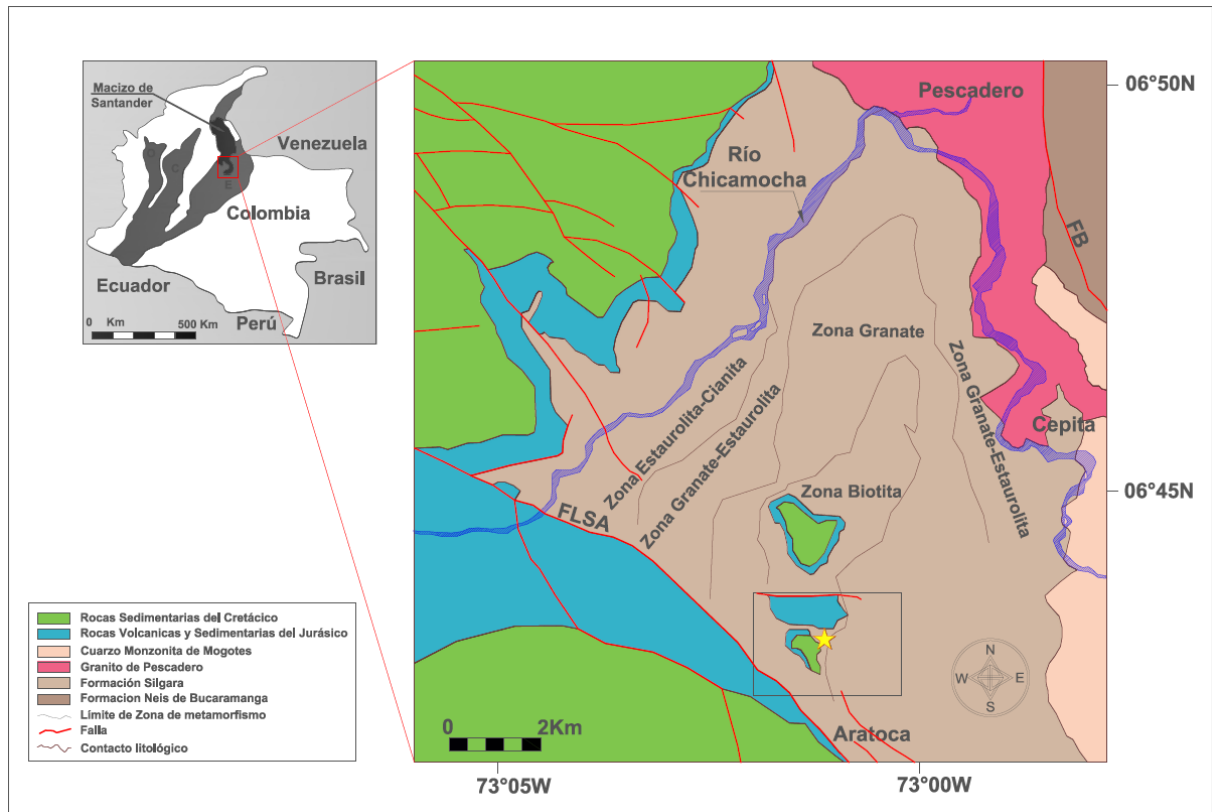 Macizo de
Santander
Venezuela
O
C
E
Colombia
Brasil
Ecuador
Perú
0 Km 500 Km
Pescadero
06°50N
Río
Chicamocha
FB
Zona Granate
Zona Estaurolita-Cianita
Zona Granate-Estaurolita
Zona Granate-Estaurolita
Cepita
Zona Biotita
06°45N
FLSA
Rocas Sedimentarias del Cretácico
Rocas Volcanicas y Sedimentarias del Jurásico
Cuarzo Monzonita de Mogotes
Granito de Pescadero
Formación Silgara
Formacion Neis de Bucaramanga
Límite de Zona de metamorfismo
Falla
Contacto litológico
N
W E
S
0 2Km
Aratoca
73°05W
73°00W